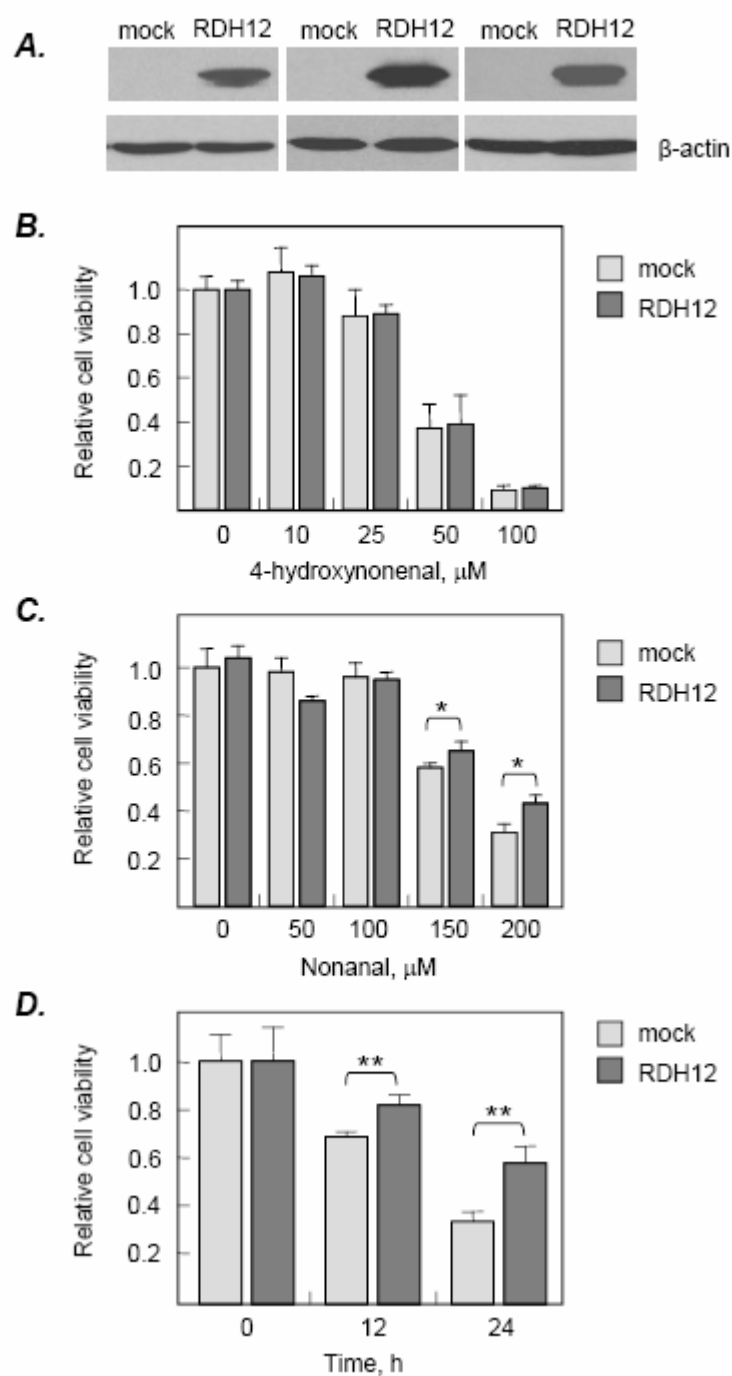 A.
mock RDH12 mock RDH12 mock RDH12
β-actin
B.
Relative cell viability
1.0
0.8
0.6
0.4
0.2
0 10 25 50 100
4-hydroxynonenal, μM
mock
RDH12
C.
Relative cell viability
1.0
0.8
0.6
0.4
0.2
* *
0 50 100 150 200
Nonanal, μM
mock
RDH12
D.
Relative cell viability
1.0
0.8
0.6
0.4
0.2
** **
0 12 24
Time, h
mock
RDH12